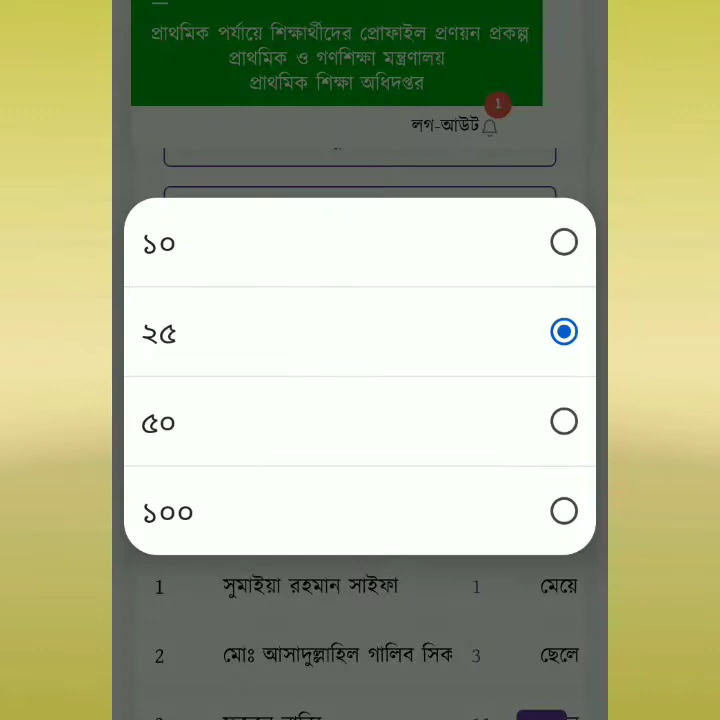 প্রাথমিক পর্যায়ে শিক্ষার্থীদের প্রোফাইল প্রণয়ন প্রকল্প
প্রাথমিক ও গণশিক্ষা মন্ত্রণালয়
প্রাথমিক শিক্ষা অধিদপ্তর
1
লগ-আউট
১০
২৫
৫০
১০০
1 সুমাইয়া রহমান সাইফা 1 মেয়ে
2 মোঃ আসাদুল্লাহিল গালিব সিক 3 ছেলে